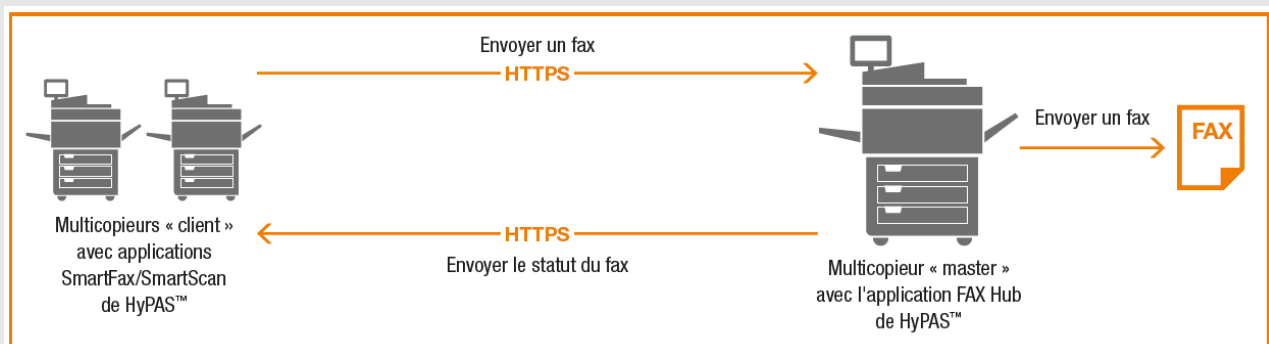 Envoyer un fax
HTTPS
Envoyer un fax
FAX
Multicopieurs « client »
avec applications
SmartFax/SmartScan
de HyPAS™
HTTPS
Envoyer le statut du fax
Multicopieur « master »
avec l'application FAX Hub
de HyPAS™